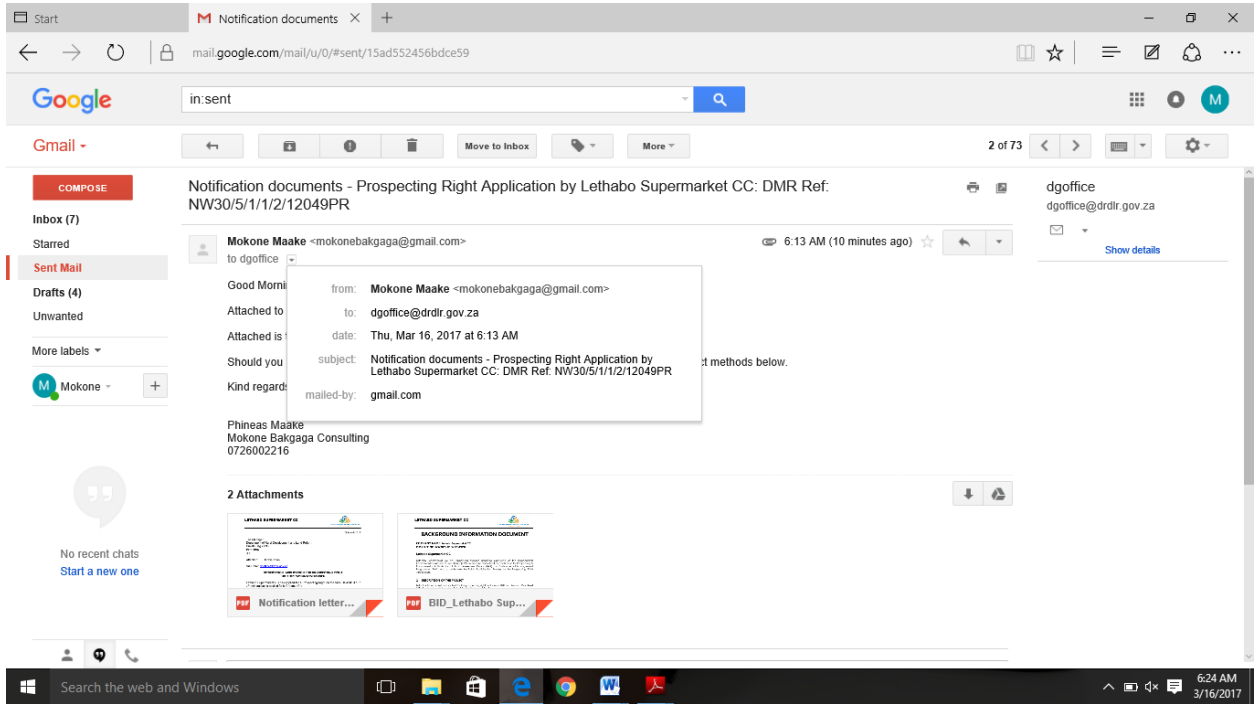 Start
Notification documents
mail.google.com/mail/u/0/#sent/15ad552456bdce59
Google
in:sent
M
Gmail
Move to Inbox
More
2 of 73
COMPOSE
Inbox (7)
Starred
Sent Mail
Drafts (4)
Unwanted
More labels
M Mokone
No recent chats
Start a new one
Notification documents - Prospecting Right Application by Lethabo Supermarket CC: DMR Ref:
NW30/5/1/1/2/12049PR
Mokone Maake <mokonebakgaga@gmail.com>
6:13 AM (10 minutes ago)
to dgoffice
Good Morni
Attached to
Attached is
Should you
ct methods below.
Kind regards
from: Mokone Maake <mokonebakgaga@gmail.com>
to: dgoffice@drdlr.gov.za
date: Thu, Mar 16, 2017 at 6:13 AM
subject: Notification documents - Prospecting Right Application by
Lethabo Supermarket CC: DMR Ref: NW30/5/1/1/2/12049PR
mailed-by: gmail.com
Phineas Maake
Mokone Bakgaga Consulting
0726002216
2 Attachments
LETHABO SUPERMARKET CC
PDF Notification letter...
LETHABO SUPERMARKET CC
BACKGROUND INFORMATION DOCUMENT
PDF BID_Lethabo Sup...
dgoffice
dgoffice@drdlr.gov.za
Show details
Search the web and Windows
6:24 AM
3/16/2017